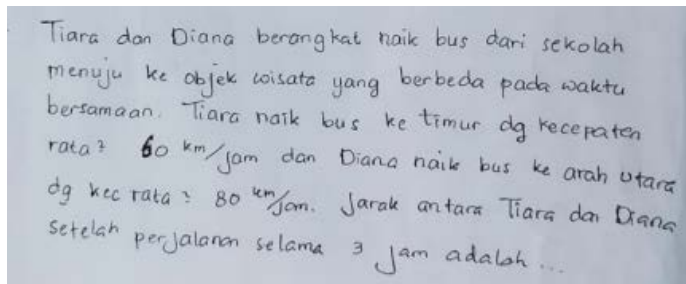 Tiara dan Diana berangkat naik bus dari sekolah
menuju ke objek wisata yang berbeda pada waktu
bersamaan. Tiara naik bus ke timur dg kecepatan
rata² 60 km/jam dan Diana naik bus ke arah utara
dg kec rata² 80 km/jam. Jarak antara Tiara dan Diana
setelah perjalanan selama 3 jam adalah ...